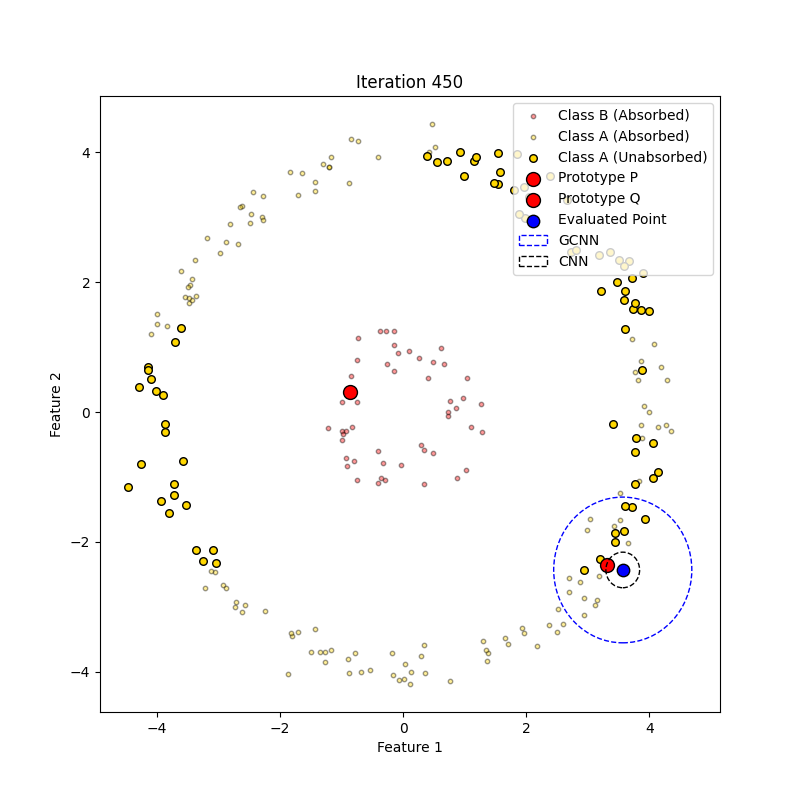 Iteration 450
Class B (Absorbed)
Class A (Absorbed)
Class A (Unabsorbed)
Prototype P
Prototype Q
Evaluated Point
GCNN
CNN
4
2
0
−2
−4
Feature 2
−4
−2
0
2
4
Feature 1